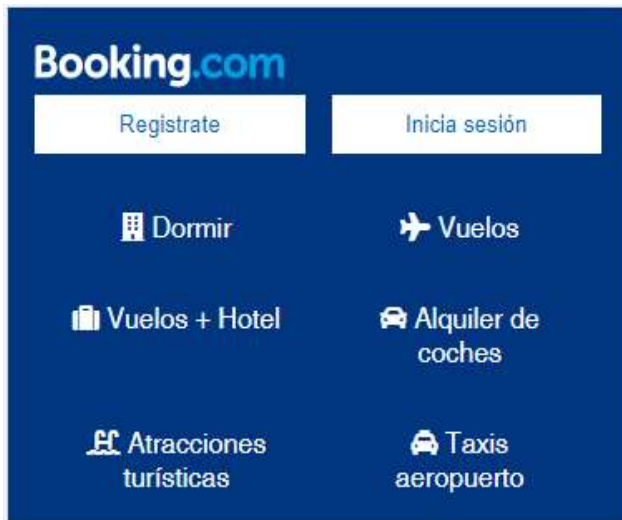 Booking.com
Registrate
Inicia sesión
Dormir
Vuelos
Vuelos + Hotel
Alquiler de
coches
Atracciones
turísticas
Taxis
aeropuerto